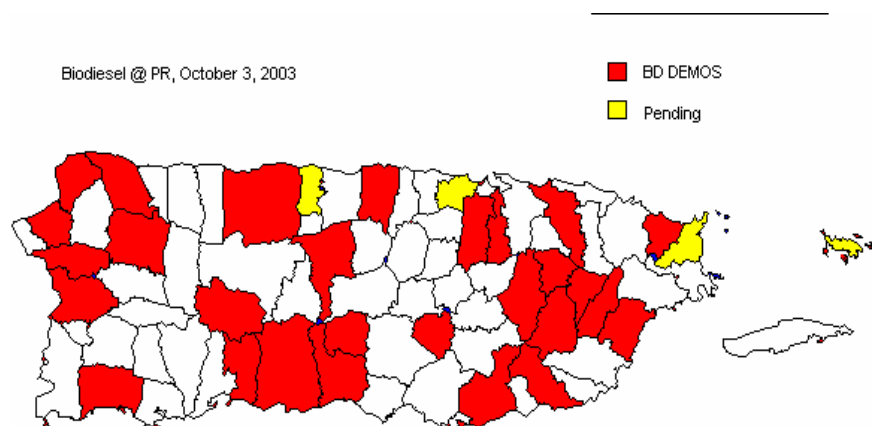 Biodiesel @ PR, October 3, 2003
BD DEMOS
Pending